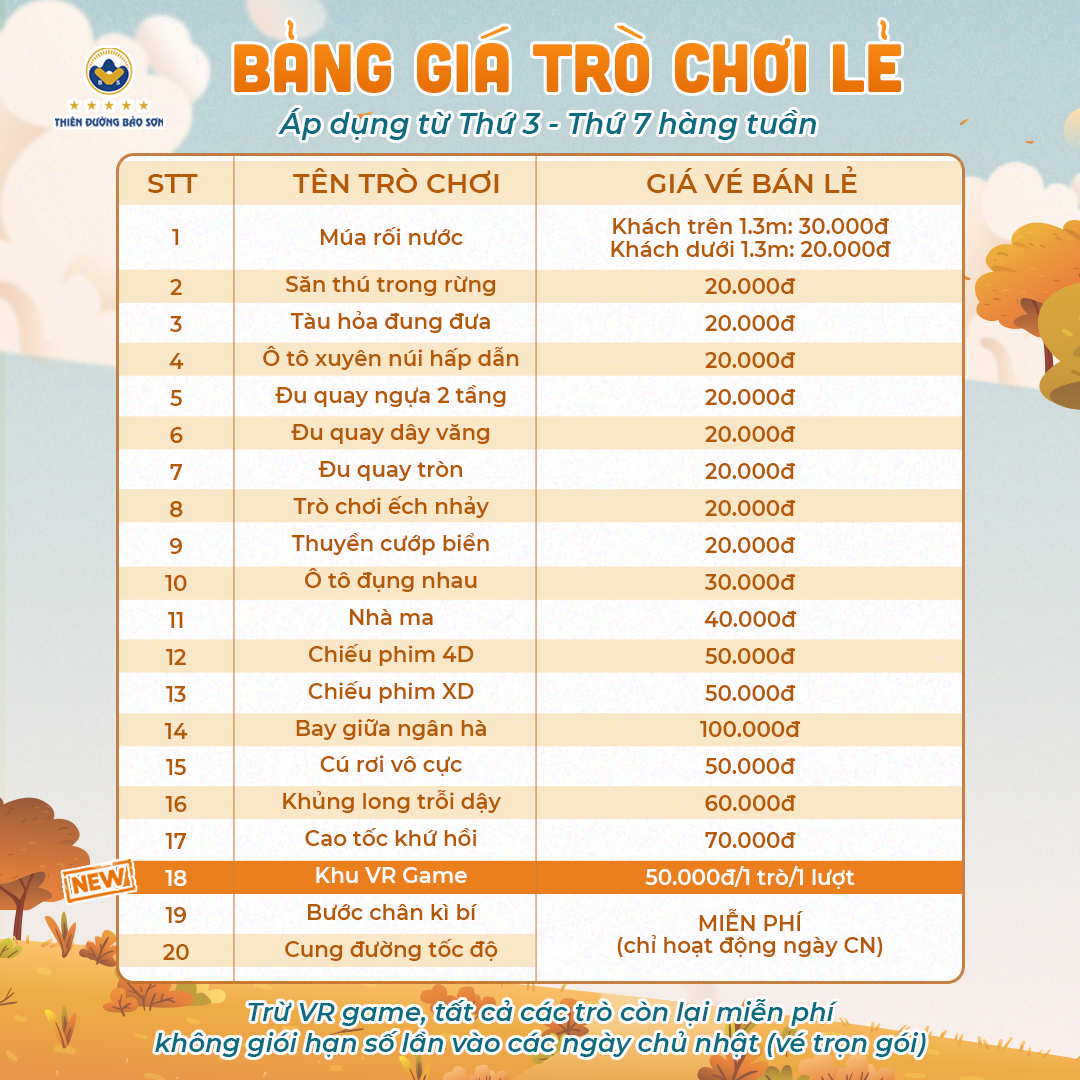 THIÊN ĐƯỜNG BẢO SƠN
BẢNG GIÁ TRÒ CHƠI LẺ
Áp dụng từ Thứ 3 - Thứ 7 hàng tuần
STT TÊN TRÒ CHƠI GIÁ VÉ BÁN LẺ
1 Múa rối nước Khách trên 1.3m: 30.000đ
Khách dưới 1.3m: 20.000đ
2 Săn thú trong rừng 20.000đ
3 Tàu hỏa đung đưa 20.000đ
4 Ô tô xuyên núi hấp dẫn 20.000đ
5 Đu quay ngựa 2 tầng 20.000đ
6 Đu quay dây văng 20.000đ
7 Đu quay tròn 20.000đ
8 Trò chơi ếch nhảy 20.000đ
9 Thuyền cướp biển 20.000đ
10 Ô tô đụng nhau 30.000đ
11 Nhà ma 40.000đ
12 Chiếu phim 4D 50.000đ
13 Chiếu phim XD 50.000đ
14 Bay giữa ngân hà 100.000đ
15 Cú rơi vô cực 50.000đ
16 Khủng long trỗi dậy 60.000đ
17 Cao tốc khứ hồi 70.000đ
NEW 18 Khu VR Game 50.000đ/1 trò/1 lượt
19 Bước chân kì bí MIỄN PHÍ
20 Cung đường tốc độ (chỉ hoạt động ngày CN)
Trừ VR game, tất cả các trò còn lại miễn phí
không giới hạn số lần vào các ngày chủ nhật (vé trọn gói)